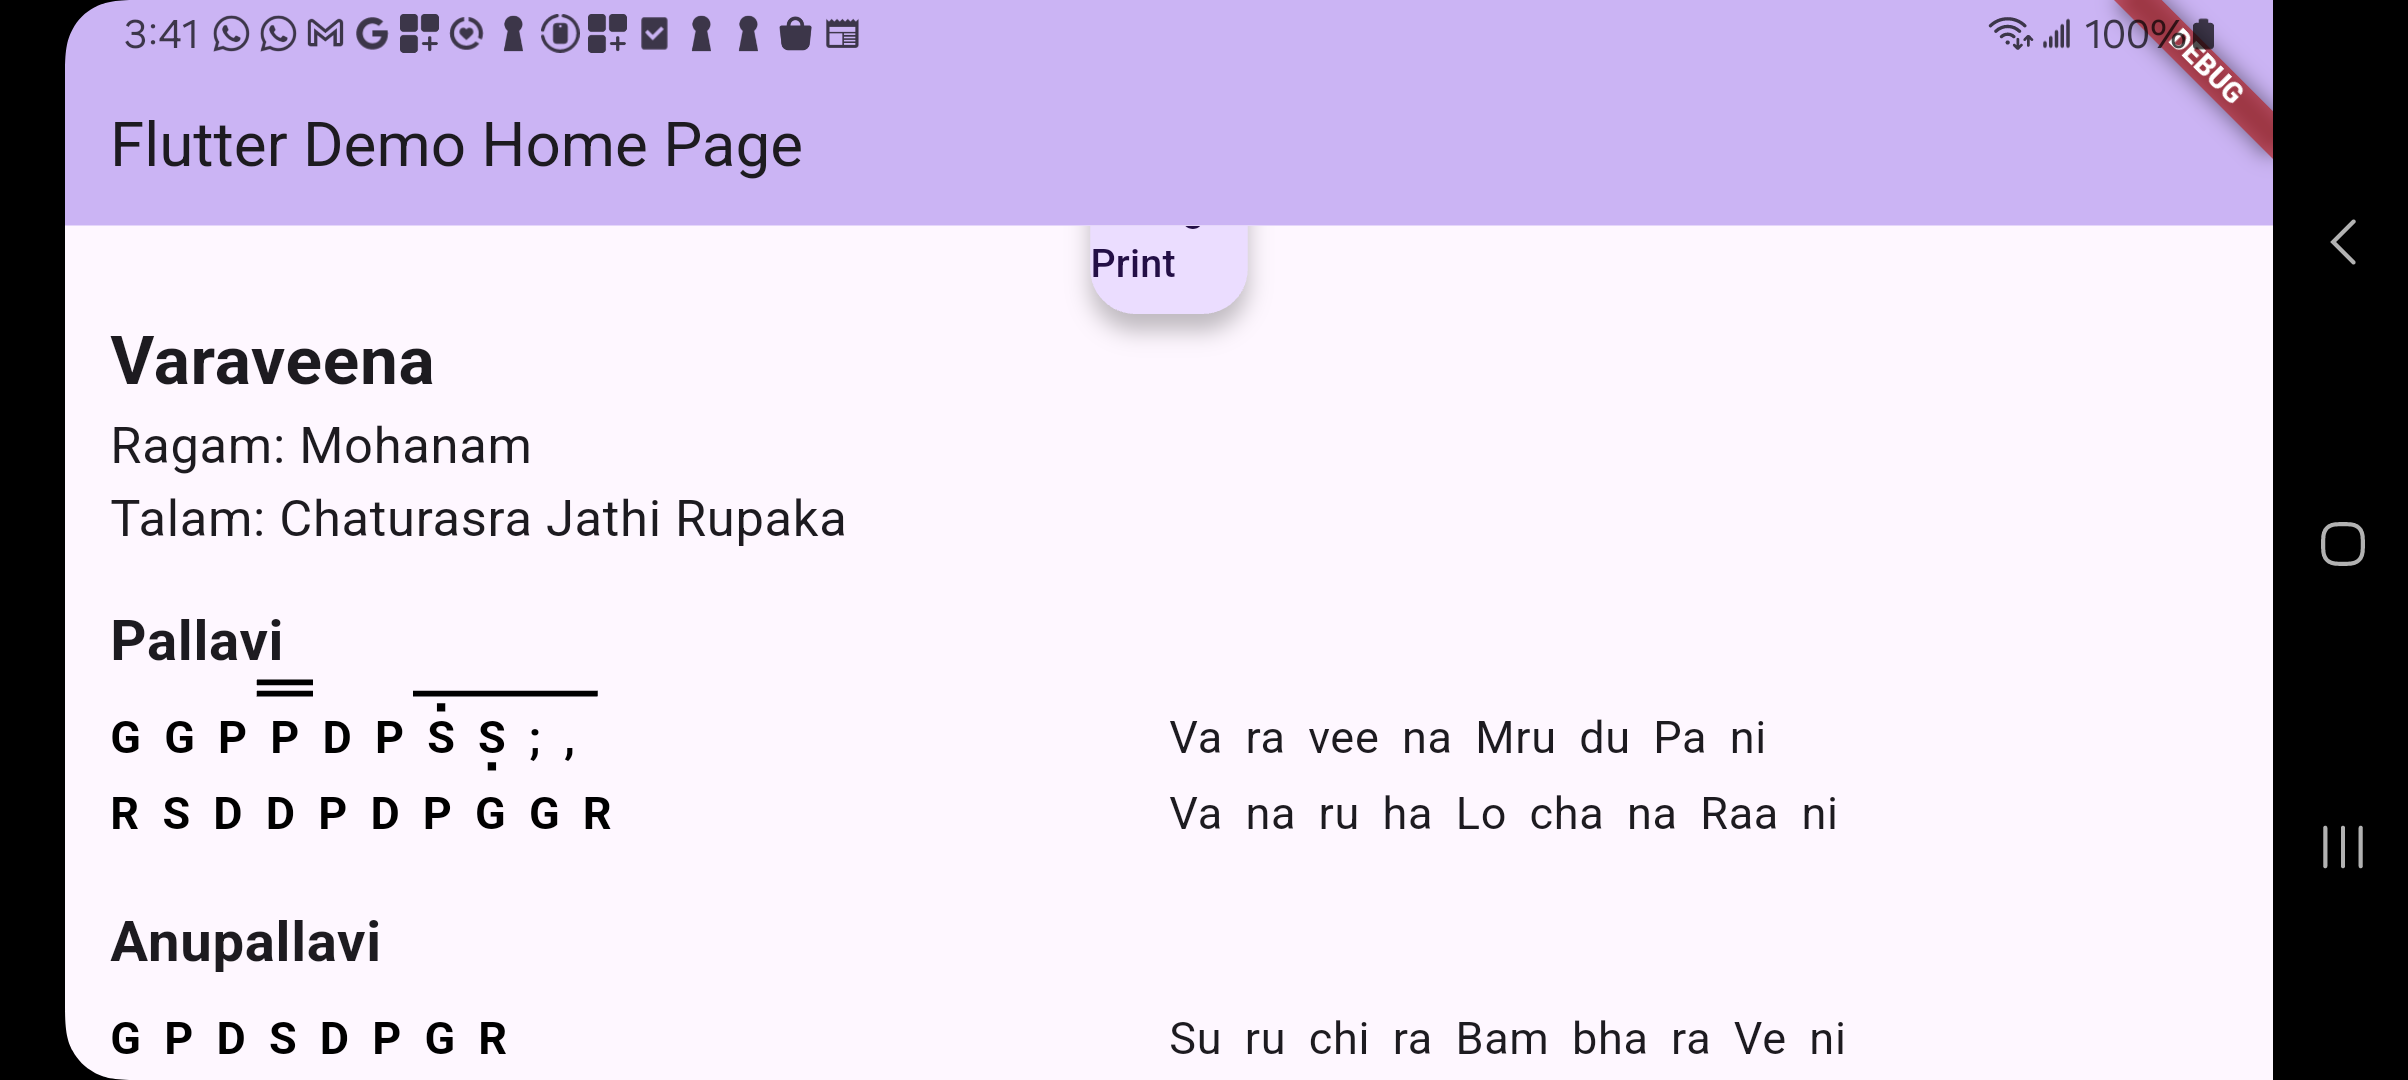 3:41 100%
DEBUG
Flutter Demo Home Page
Print
Varaveena
Ragam: Mohanam
Talam: Chaturasra Jathi Rupaka
Pallavi
G G P P D P Ṡ Ṣ ; , Va ra vee na Mru du Pa ni
R S D D P D P G G R Va na ru ha Lo cha na Raa ni
Anupallavi
G P D S D P G R Su ru chi ra Bam bha ra Ve ni